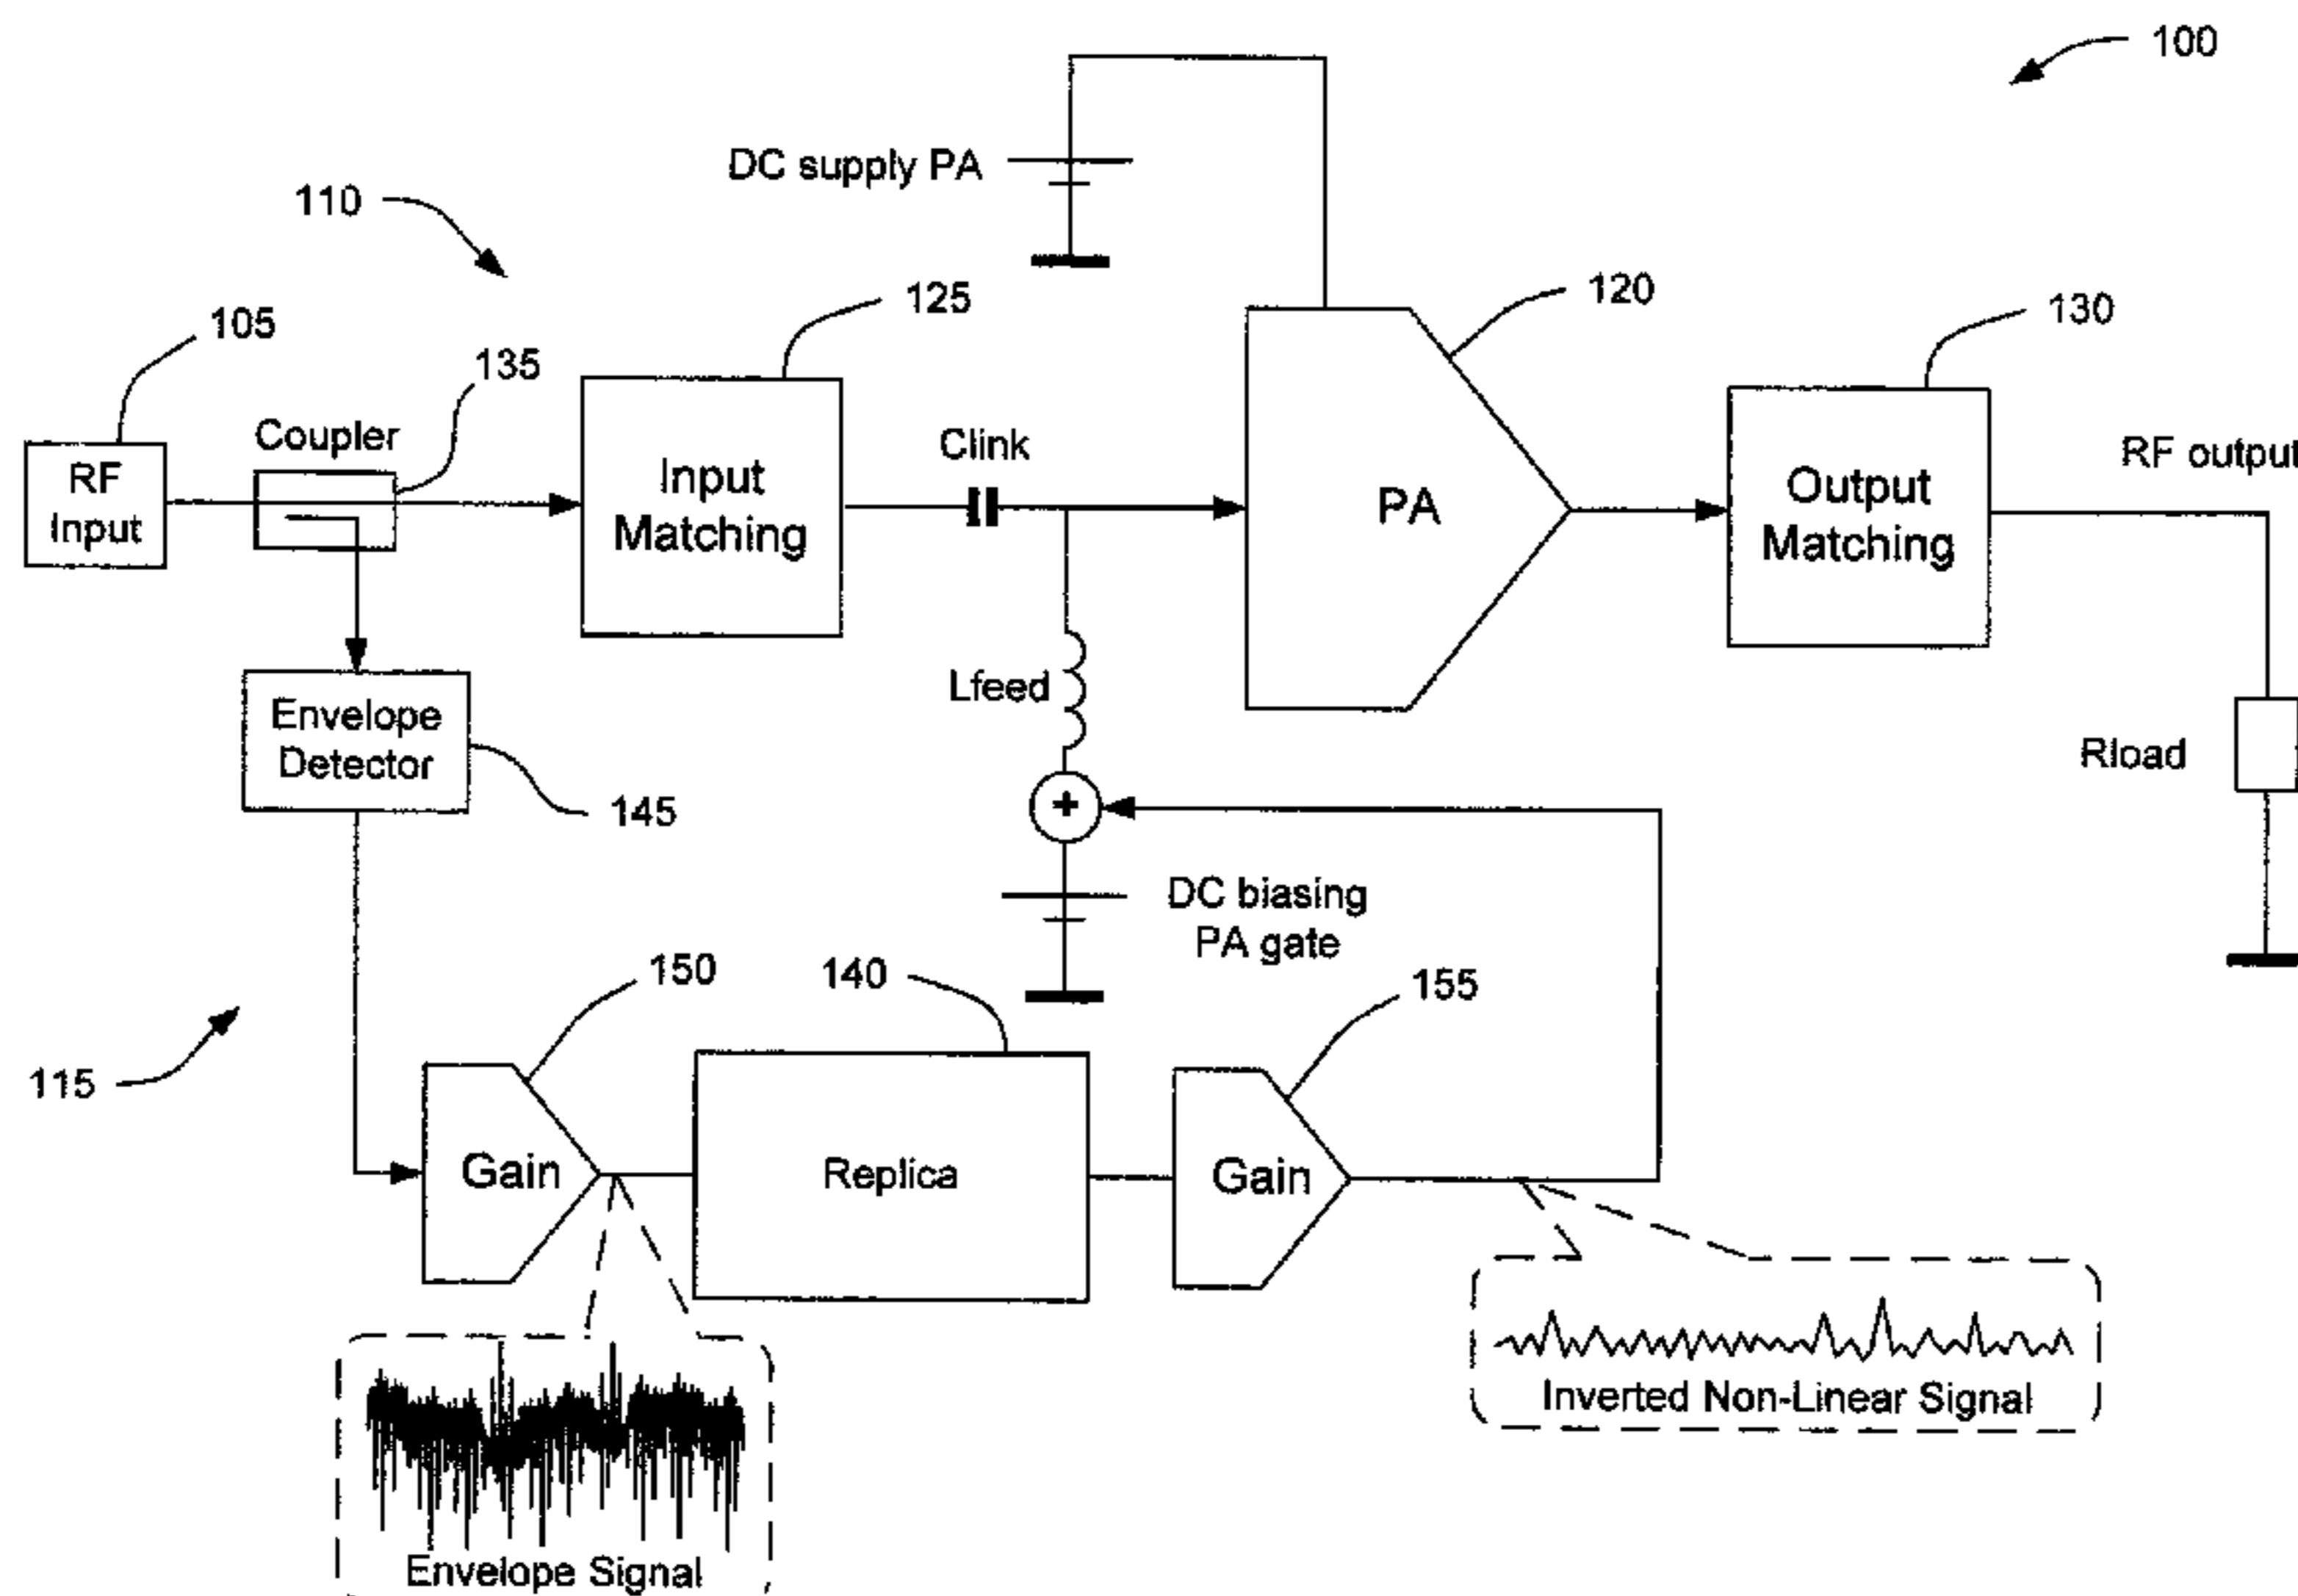 100
DC supply PA
110
125
120
105
130
135
Coupler
RF
Input
Input
Matching
Clink
PA
Output
Matching
RF output
Lfeed
Envelope
Detector
145
+
Rload
DC biasing
PA gate
150
140
155
115
Gain
Replica
Gain
Inverted Non-Linear Signal
Envelope Signal